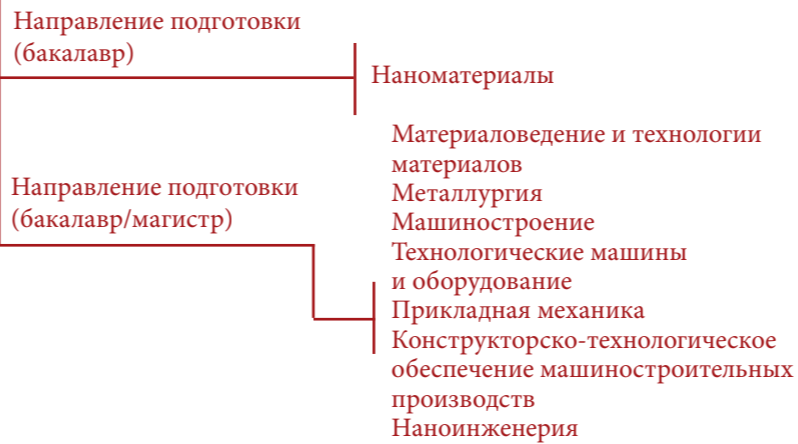 Направление подготовки
(бакалавр)
Наноматериалы
Направление подготовки
(бакалавр/магистр)
Материаловедение и технологии
материалов
Металлургия
Машиностроение
Технологические машины
и оборудование
Прикладная механика
Конструкторско-технологическое
обеспечение машиностроительных
производств
Наноинженерия